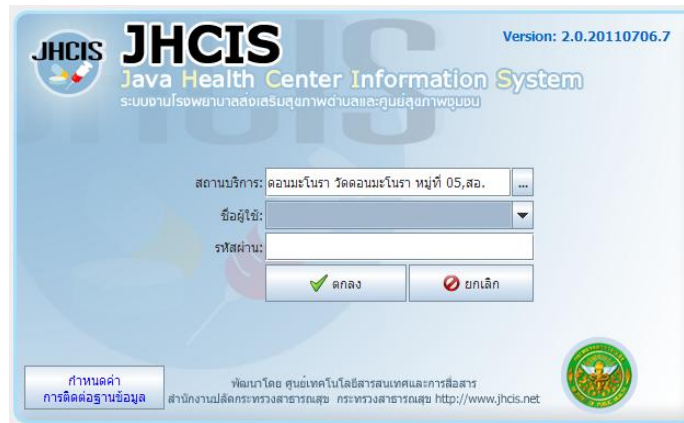 JHCIS
JHCIS
Version: 2.0.20110706.7
Java Health Center Information System
ระบบงานโรงพยาบาลส่งเสริมสุขภาพตำบลและศูนย์สุขภาพชุมชน
สถานบริการ: ดอนมะโนรา วัดดอนมะโนรา หมู่ที่ 05,สอ. ...
ชื่อผู้ใช้:
รหัสผ่าน:
ตกลง ยกเลิก
กำหนดค่า
การติดต่อฐานข้อมูล
พัฒนาโดย ศูนย์เทคโนโลยีสารสนเทศและการสื่อสาร
สำนักงานปลัดกระทรวงสาธารณสุข กระทรวงสาธารณสุข http://www.jhcis.net